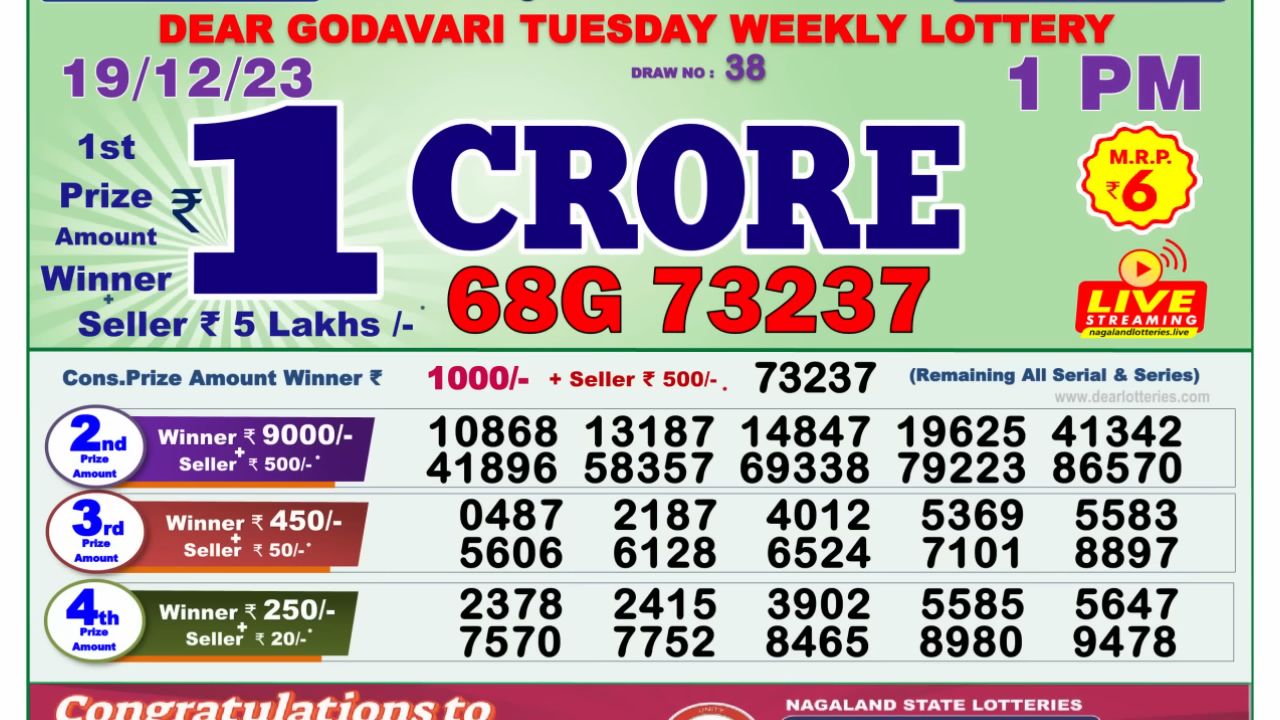 DEAR GODAVARI TUESDAY WEEKLY LOTTERY
19/12/23
DRAW NO : 38
1 PM
1st
Prize
Amount
Winner
+
Seller ₹ 5 Lakhs /-*
₹ 1 CRORE
68G 73237
M.R.P.
₹6
LIVE
STREAMING
nagalandlotteries.live
Cons.Prize Amount Winner ₹ 1000/- + Seller ₹ 500/- . 73237 (Remaining All Serial & Series)
www.dearlotteries.com
2nd
Prize
Amount
Winner ₹ 9000/-
+
Seller ₹ 500/-*
10868 13187 14847 19625 41342
41896 58357 69338 79223 86570
3rd
Prize
Amount
Winner ₹ 450/-
+
Seller ₹ 50/-*
0487 2187 4012 5369 5583
5606 6128 6524 7101 8897
4th
Prize
Amount
Winner ₹ 250/-
+
Seller ₹ 20/-*
2378 2415 3902 5585 5647
7570 7752 8465 8980 9478
Congratulations to
UNITY
NAGALAND STATE LOTTERIES